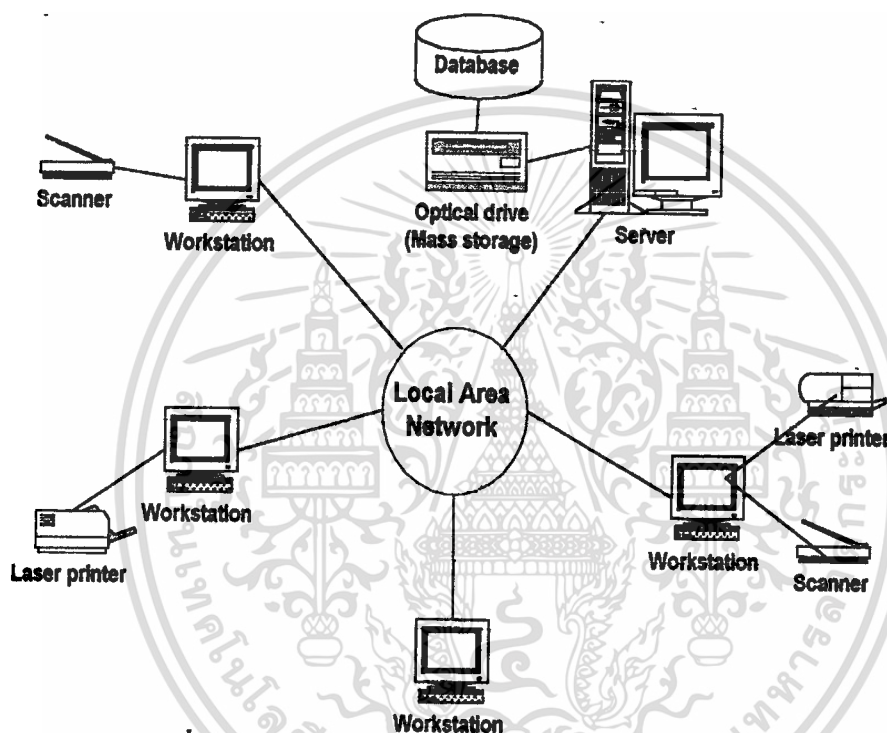 Database
Scanner
Workstation
Optical drive
(Mass storage)
Server
Local Area
Network
Laser printer
Workstation
Laser printer
Workstation
Scanner
Workstation